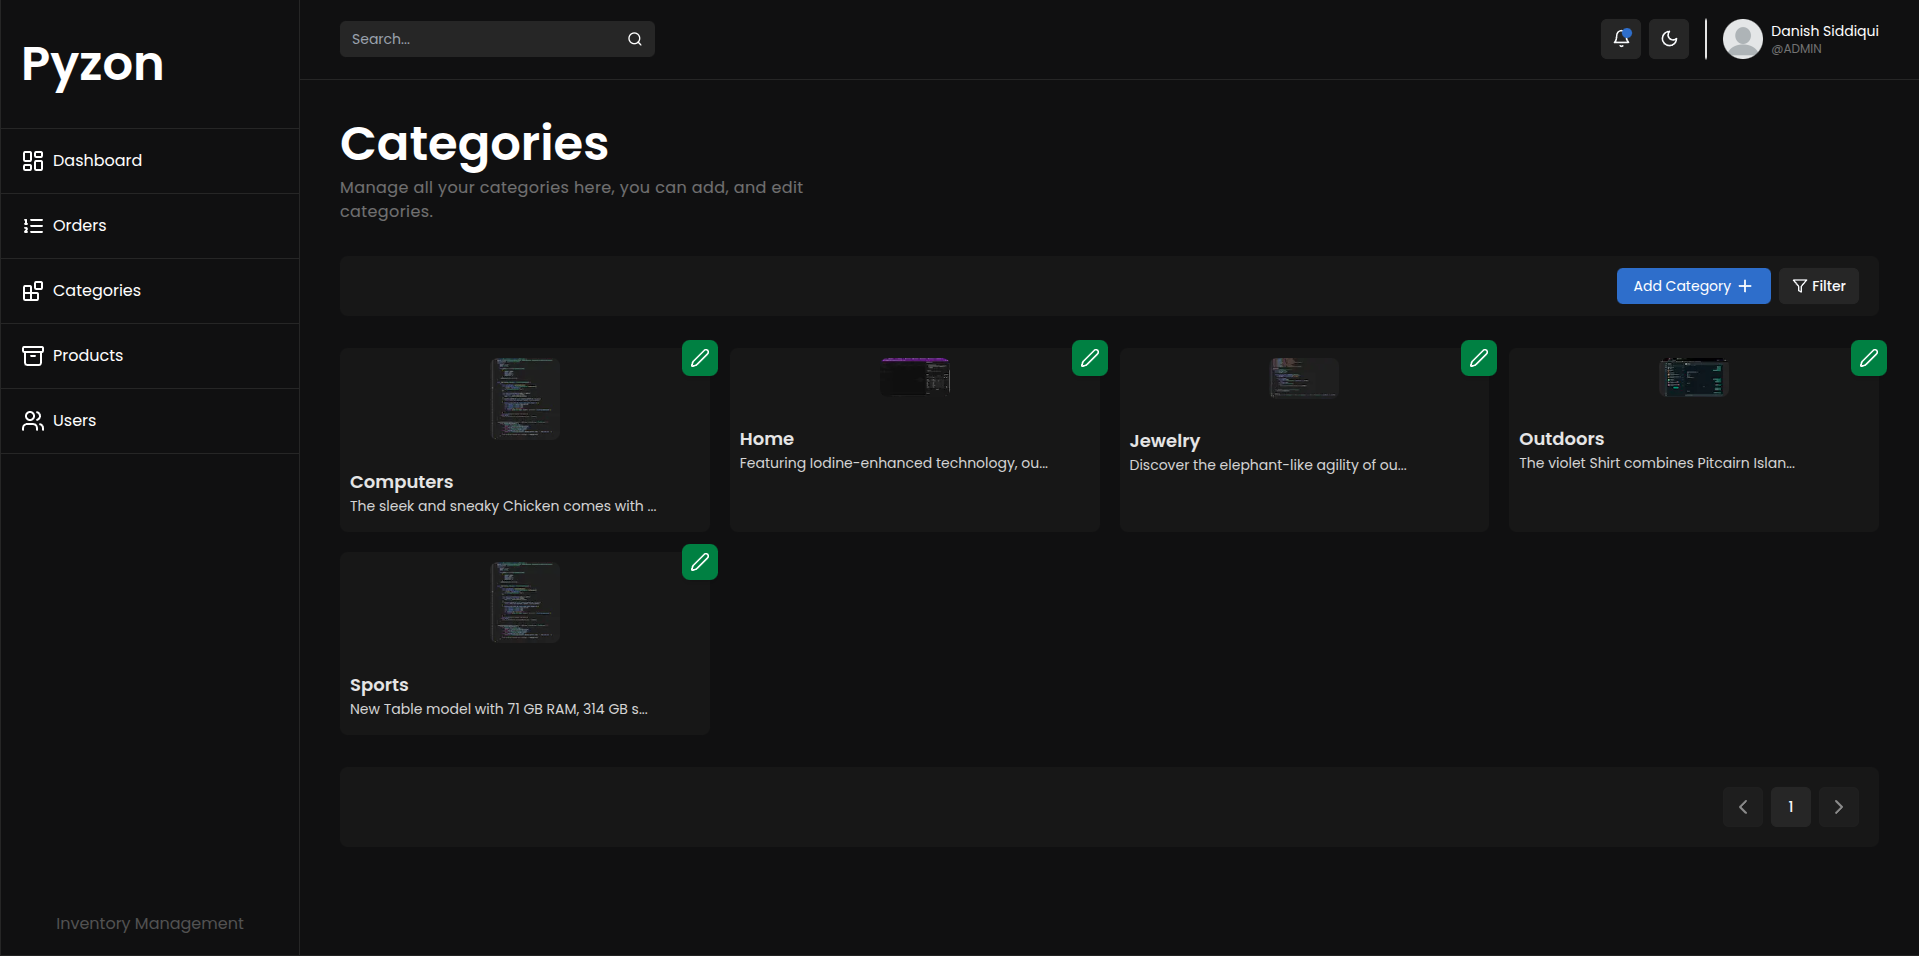 Pyzon
Search...
Danish Siddiqui
@ADMIN
Dashboard
Orders
Categories
Products
Users
Inventory Management
Categories
Manage all your categories here, you can add, and edit
categories.
Add Category
Filter
Computers
The sleek and sneaky Chicken comes with ...
Home
Featuring Iodine-enhanced technology, ou...
Jewelry
Discover the elephant-like agility of ou...
Outdoors
The violet Shirt combines Pitcairn Islan...
Sports
New Table model with 71 GB RAM, 314 GB s...
1